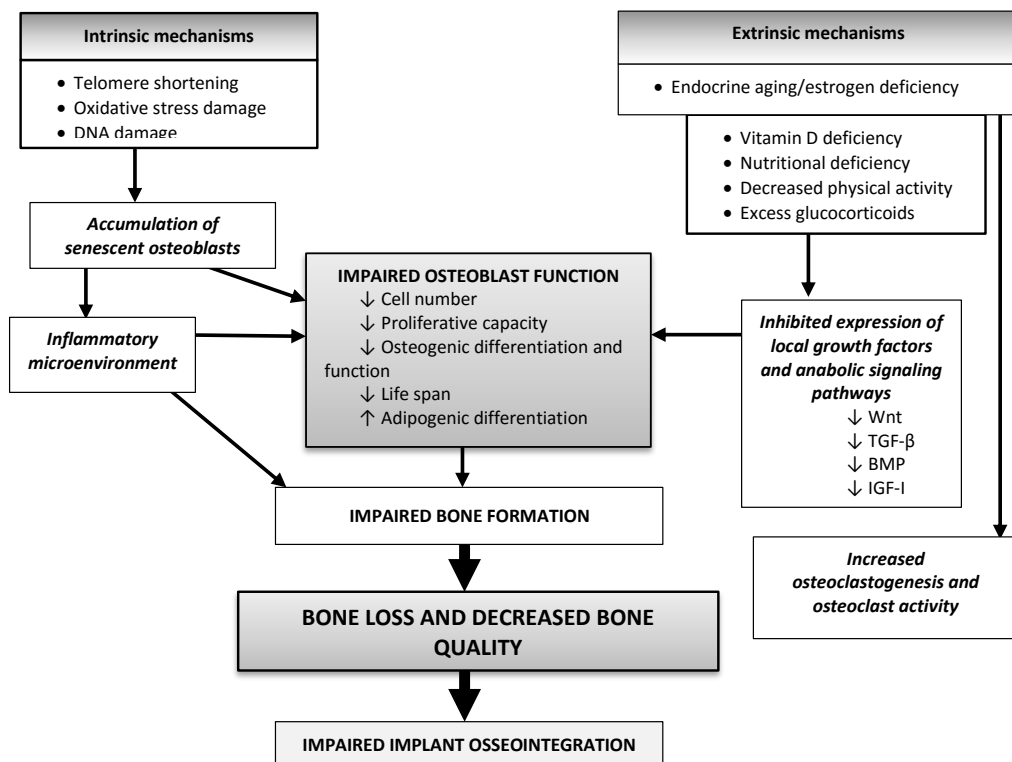 Intrinsic mechanisms
• Telomere shortening
• Oxidative stress damage
• DNA damage
Extrinsic mechanisms
• Endocrine aging/estrogen deficiency
• Vitamin D deficiency
• Nutritional deficiency
• Decreased physical activity
• Excess glucocorticoids
Accumulation of
senescent osteoblasts
Inflammatory
microenvironment
IMPAIRED OSTEOBLAST FUNCTION
↓ Cell number
↓ Proliferative capacity
↓ Osteogenic differentiation and
function
↓ Life span
↑ Adipogenic differentiation
Inhibited expression of
local growth factors
and anabolic signaling
pathways
↓ Wnt
↓ TGF-β
↓ BMP
↓ IGF-I
IMPAIRED BONE FORMATION
Increased
osteoclastogenesis and
osteoclast activity
BONE LOSS AND DECREASED BONE
QUALITY
IMPAIRED IMPLANT OSSEOINTEGRATION